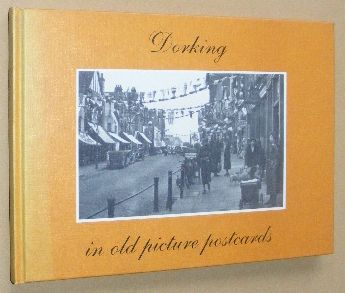 Dorking
in old picture postcards